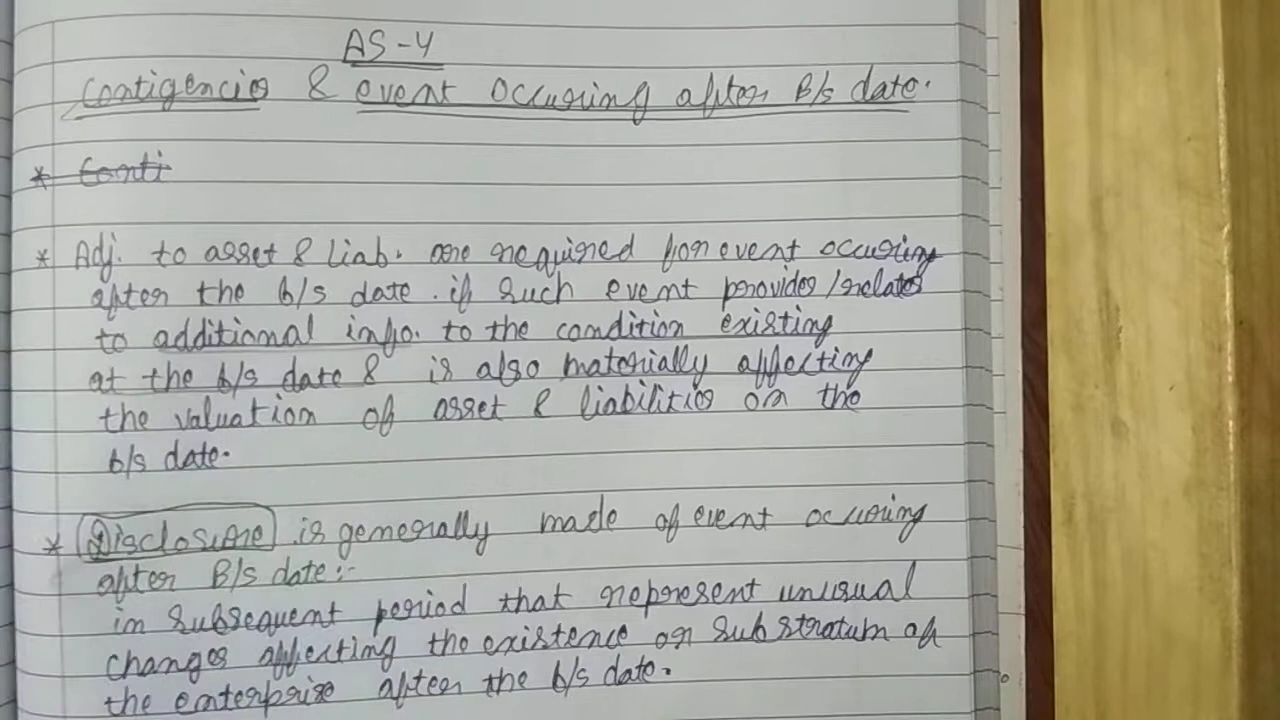 AS-4
Contigencies & event occuring after B/s date.
* Conti
* Adj. to asset & liab. are required for event occuring
after the b/s date. if such event provides/relates
to additional info. to the condition existing
at the b/s date & is also materially affecting
the valuation of asset & liabilities on the
b/s date.
* Disclosure is generally made of event occuring
after B/s date:-
in subsequent period that represent unusual
changes affecting the existence or substratum of
the enterprise after the b/s date.